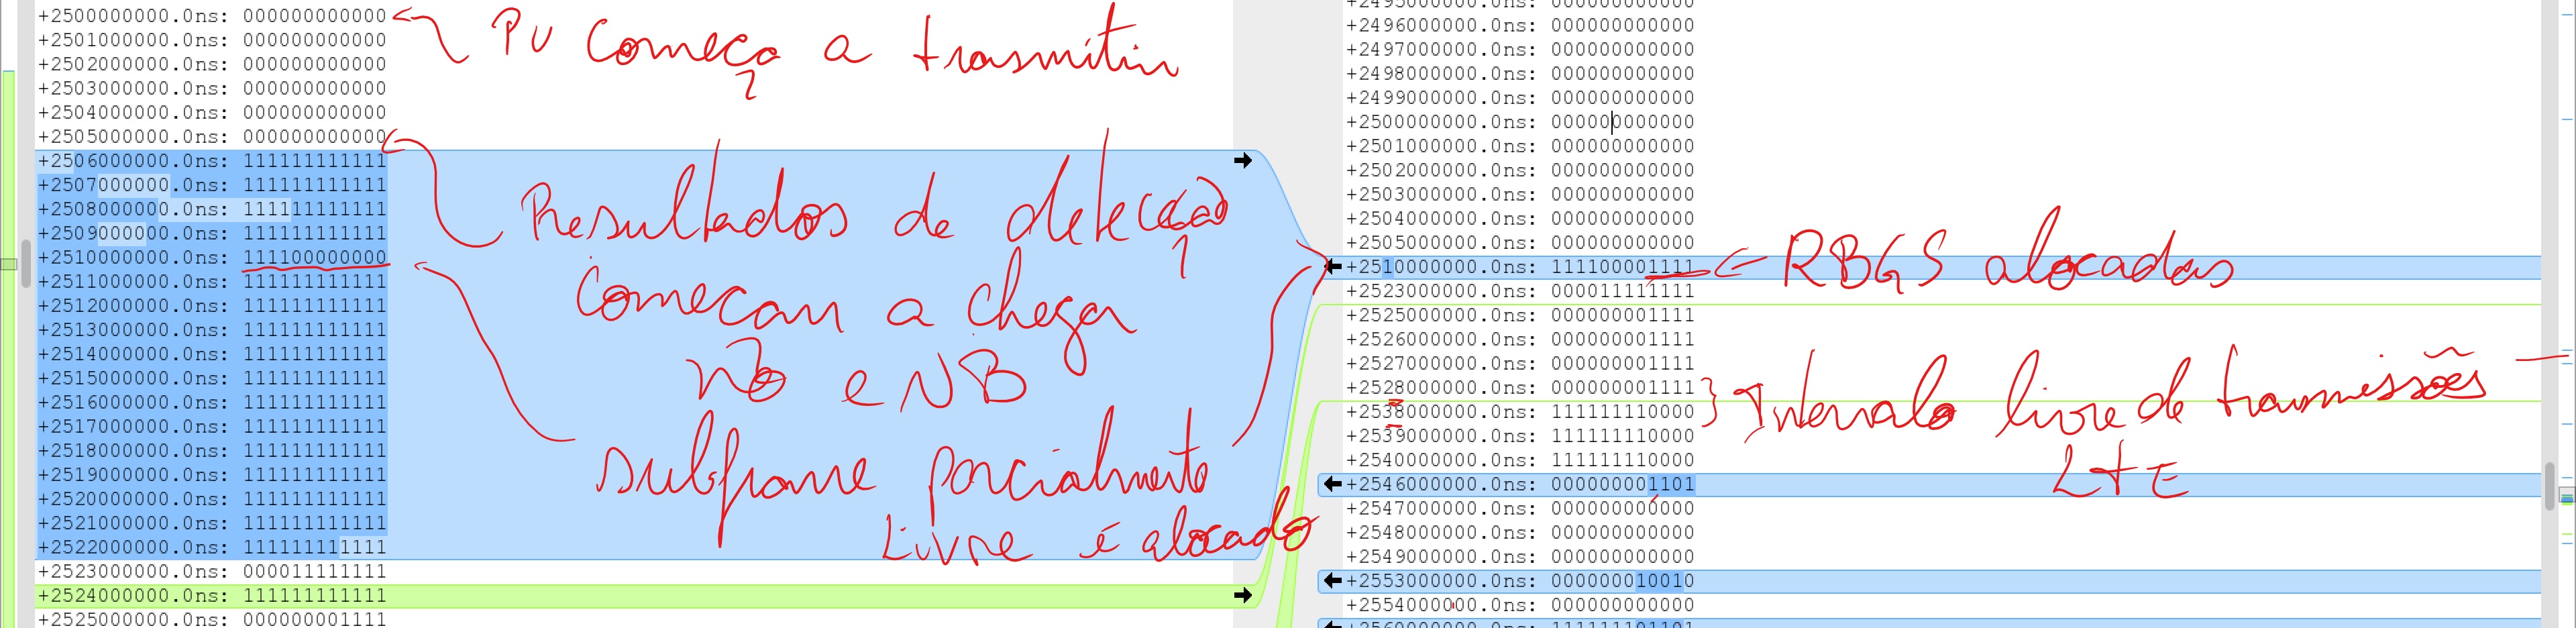 +2500000000.0ns: 000000000000
+2501000000.0ns: 000000000000
+2502000000.0ns: 000000000000
+2503000000.0ns: 000000000000
+2504000000.0ns: 000000000000
+2505000000.0ns: 000000000000
+2506000000.0ns: 111111111111
+2507000000.0ns: 111111111111
+2508000000.0ns: 111111111111
+2509000000.0ns: 111111111111
+2510000000.0ns: 111100000000
+2511000000.0ns: 111111111111
+2512000000.0ns: 111111111111
+2513000000.0ns: 111111111111
+2514000000.0ns: 111111111111
+2515000000.0ns: 111111111111
+2516000000.0ns: 111111111111
+2517000000.0ns: 111111111111
+2518000000.0ns: 111111111111
+2519000000.0ns: 111111111111
+2520000000.0ns: 111111111111
+2521000000.0ns: 111111111111
+2522000000.0ns: 111111111111
+2523000000.0ns: 000011111111
+2524000000.0ns: 111111111111
+2525000000.0ns: 000000001111
PU começa a trasmitir
Resultados de detecção
começam a chegar
no eNB
subframe parcialmente
livre é alocado
+2495000000.0ns: 000000000000
+2496000000.0ns: 000000000000
+2497000000.0ns: 000000000000
+2498000000.0ns: 000000000000
+2499000000.0ns: 000000000000
+2500000000.0ns: 000000000000
+2501000000.0ns: 000000000000
+2502000000.0ns: 000000000000
+2503000000.0ns: 000000000000
+2504000000.0ns: 000000000000
+2505000000.0ns: 000000000000
+2510000000.0ns: 111100001111
+2523000000.0ns: 000011111111
+2525000000.0ns: 000000001111
+2526000000.0ns: 000000001111
+2527000000.0ns: 000000001111
+2528000000.0ns: 000000001111
+2538000000.0ns: 111111110000
+2539000000.0ns: 111111110000
+2540000000.0ns: 111111110000
+2546000000.0ns: 000000001101
+2547000000.0ns: 000000000000
+2548000000.0ns: 000000000000
+2549000000.0ns: 000000000000
+2553000000.0ns: 000000010010
+2554000000.0ns: 000000000000
RBGS alocadas
Intervalo livre de transmissões
LTE